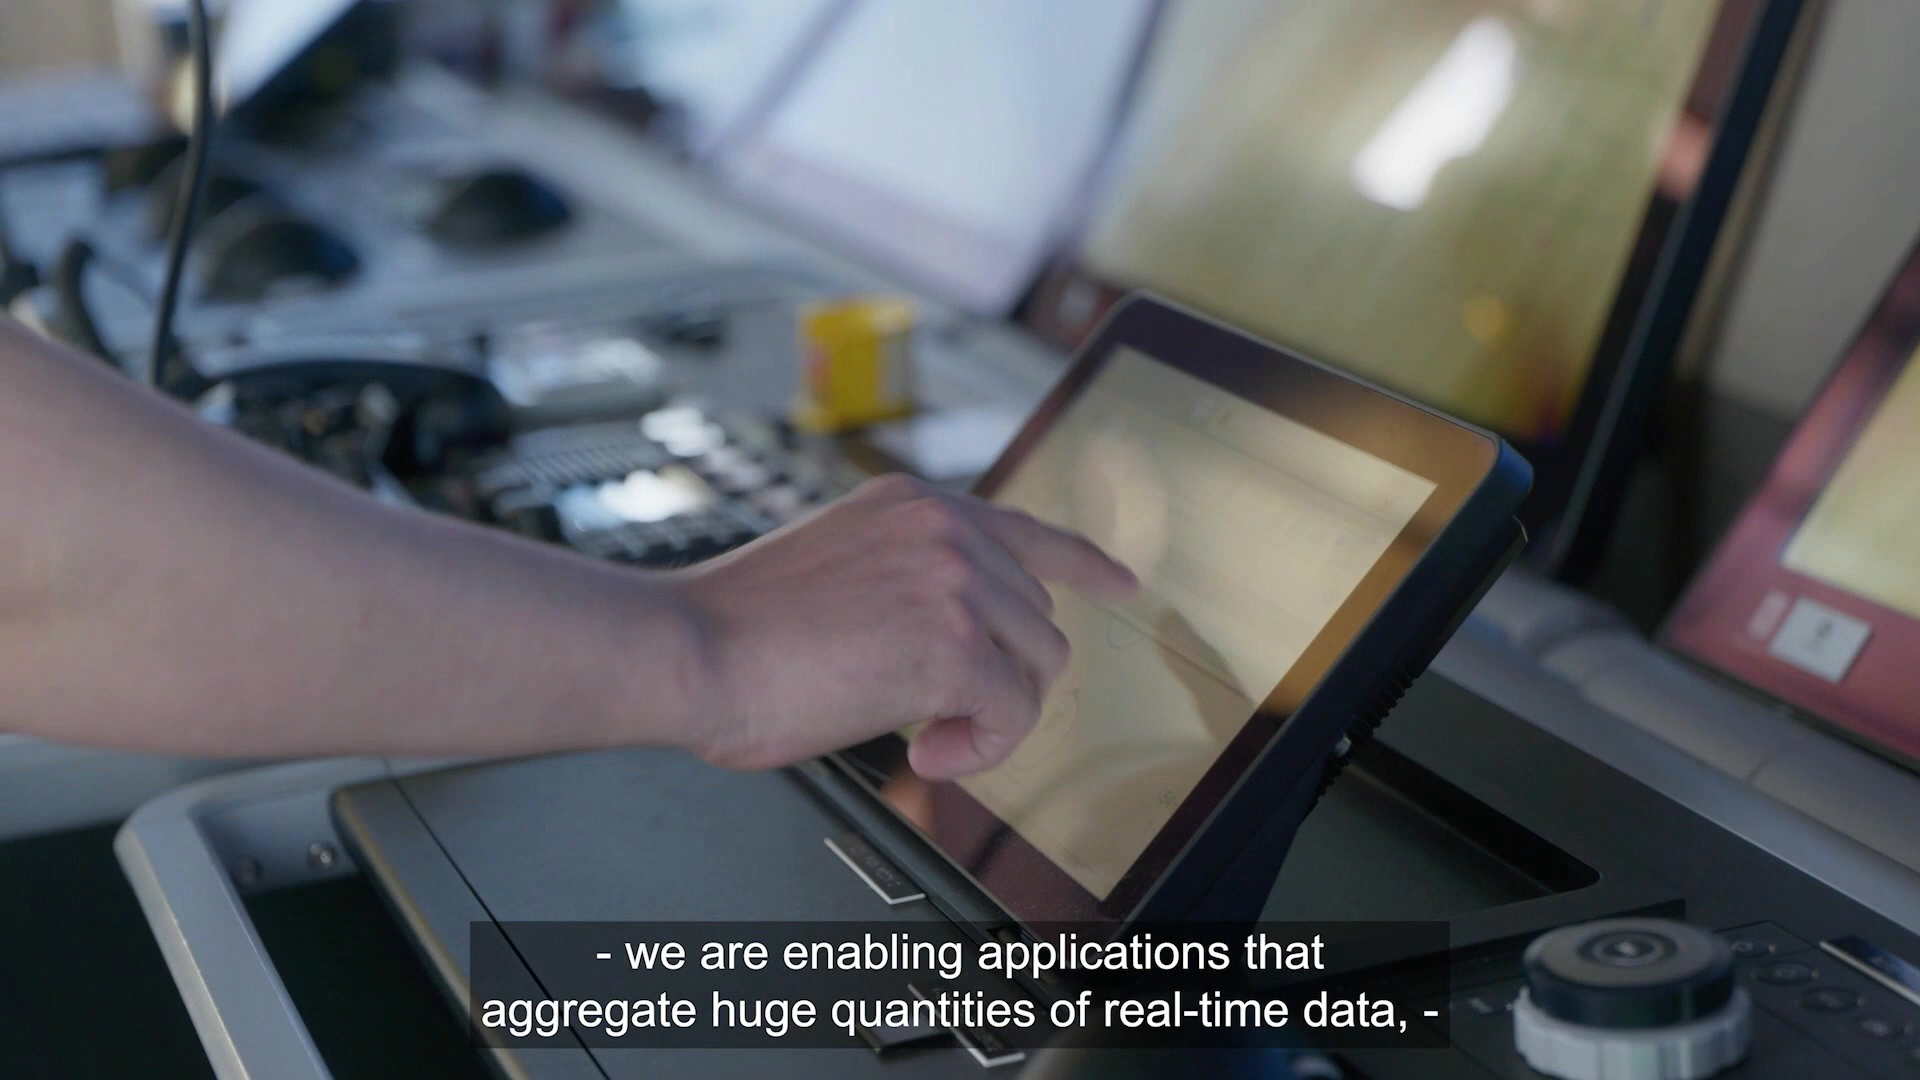 - we are enabling applications that
aggregate huge quantities of real-time data, -